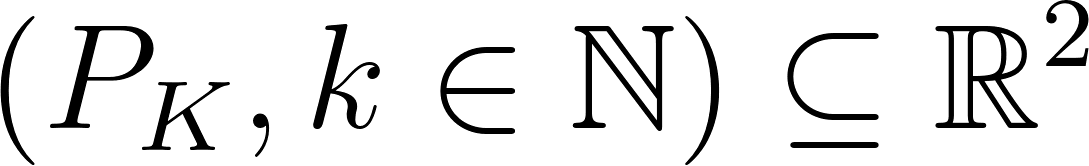 (P_K, k ∈ ℕ) ⊆ ℝ²